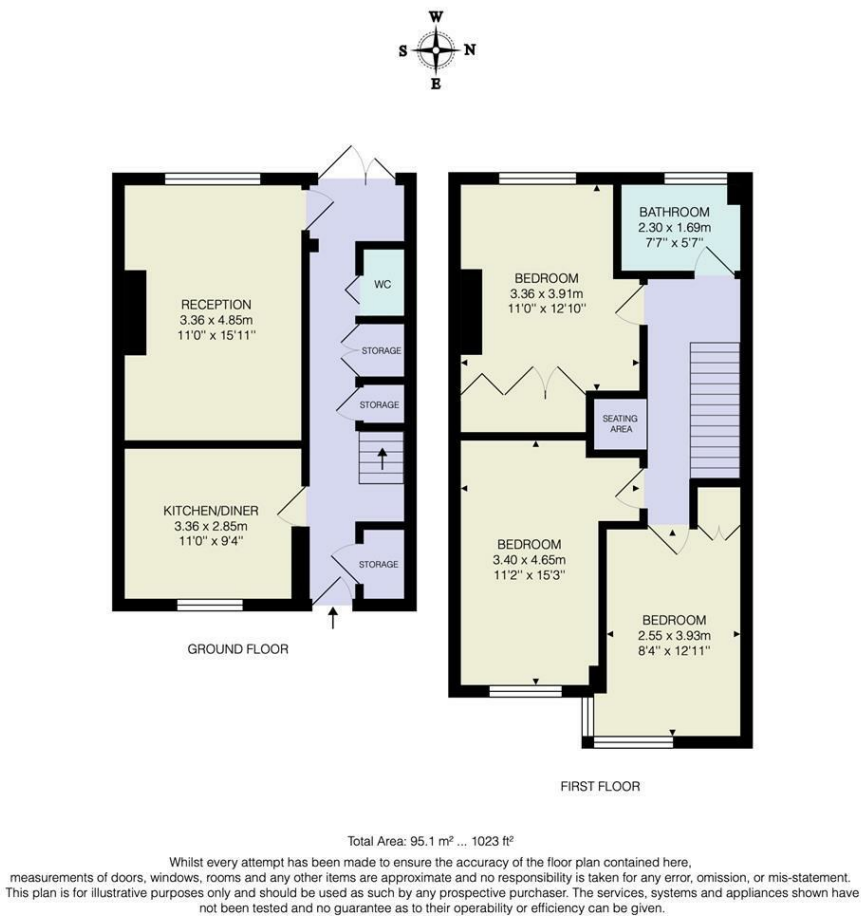 W
S N
E
RECEPTION
3.36 x 4.85m
11'0" x 15'11"
WC
STORAGE
STORAGE
KITCHEN/DINER
3.36 x 2.85m
11'0" x 9'4"
STORAGE
GROUND FLOOR
BATHROOM
2.30 x 1.69m
7'7" x 5'7"
BEDROOM
3.36 x 3.91m
11'0" x 12'10"
SEATING
AREA
BEDROOM
3.40 x 4.65m
11'2" x 15'3"
BEDROOM
2.55 x 3.93m
8'4" x 12'11"
FIRST FLOOR
Total Area: 95.1 m² ... 1023 ft²
Whilst every attempt has been made to ensure the accuracy of the floor plan contained here,
measurements of doors, windows, rooms and any other items are approximate and no responsibility is taken for any error, omission, or mis-statement.
This plan is for illustrative purposes only and should be used as such by any prospective purchaser. The services, systems and appliances shown have
not been tested and no guarantee as to their operability or efficiency can be given.